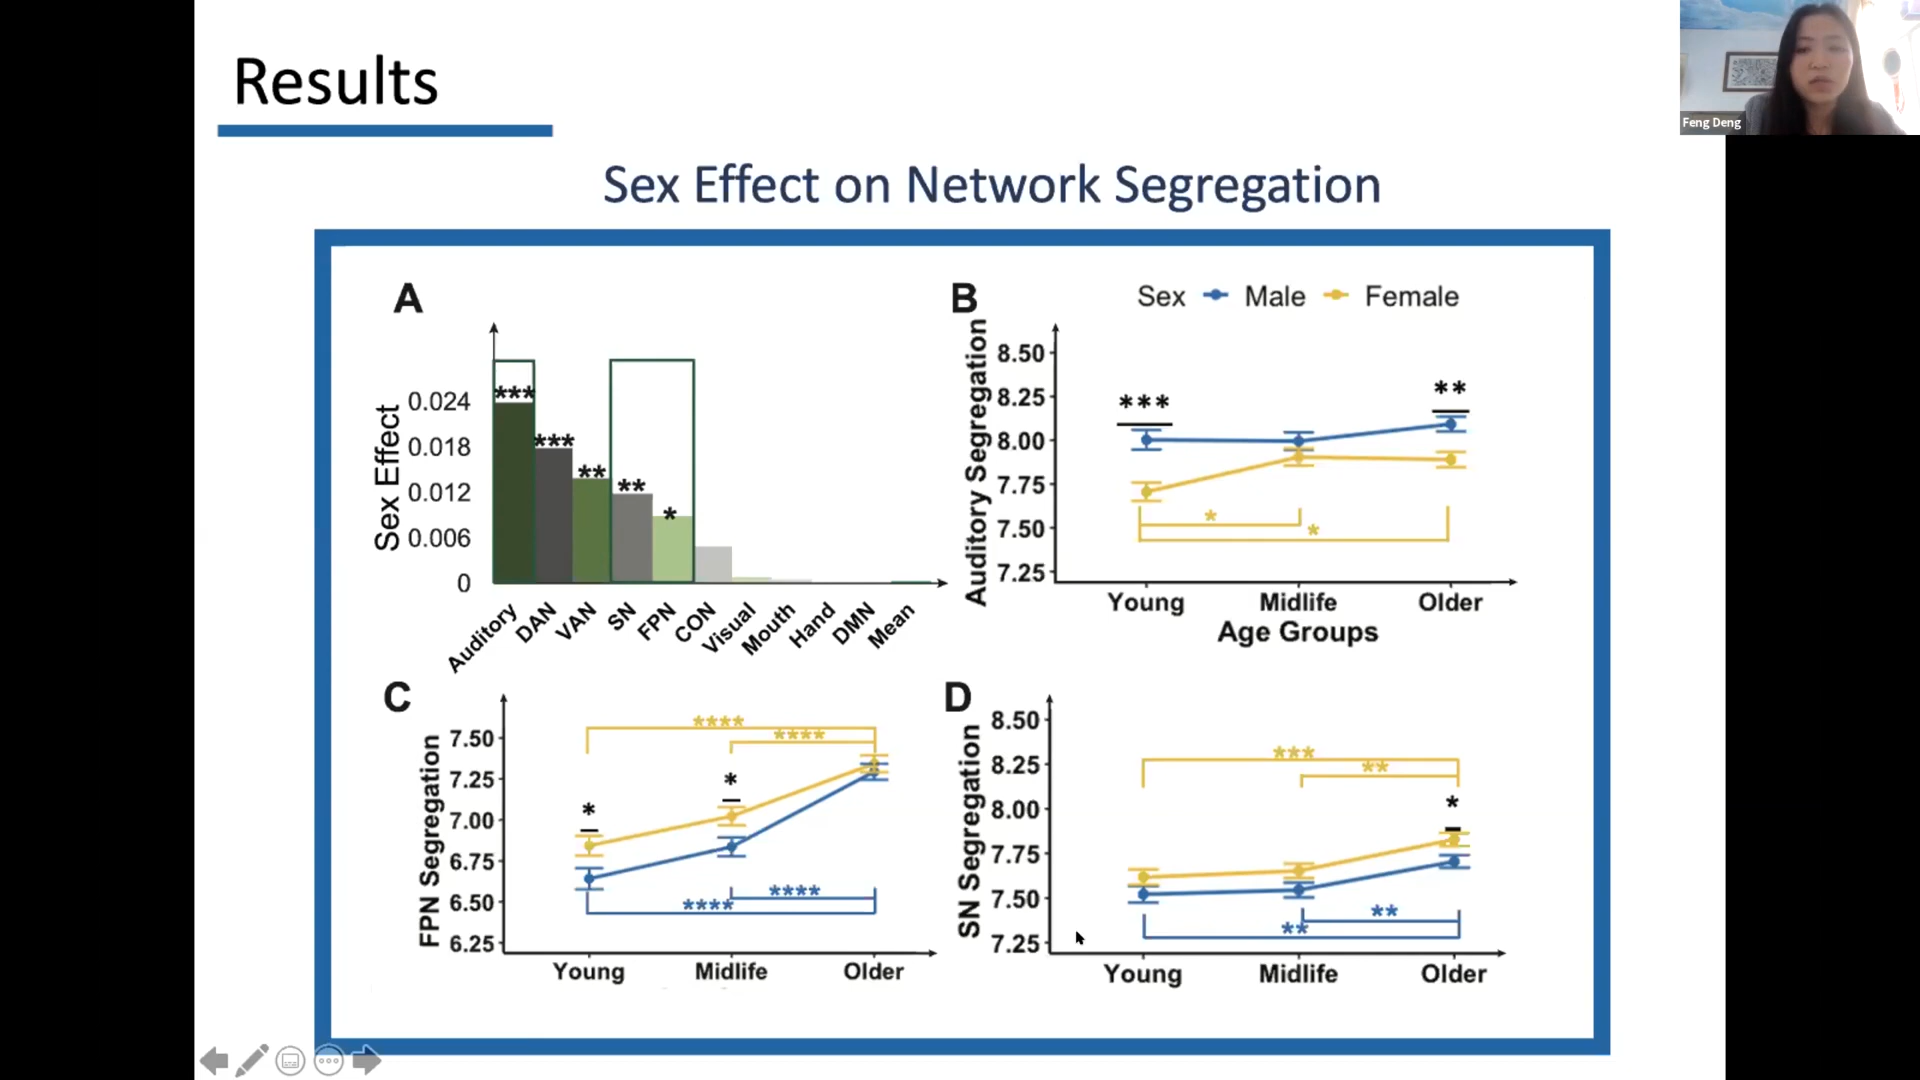 Results
Feng Deng
Sex Effect on Network Segregation
A
Sex Effect
0.024
0.018
0.012
0.006
0
***
***
**
**
*
Auditory
DAN
VAN
SN
FPN
CON
Visual
Mouth
Hand
DMN
Mean
B
Sex Male Female
Auditory Segregation
8.50
8.25
8.00
7.75
7.50
7.25
***
**
*
*
Young Midlife Older
Age Groups
C
FPN Segregation
7.50
7.25
7.00
6.75
6.50
6.25
****
****
*
*
****
****
Young Midlife Older
D
SN Segregation
8.50
8.25
8.00
7.75
7.50
7.25
***
**
*
**
**
Young Midlife Older